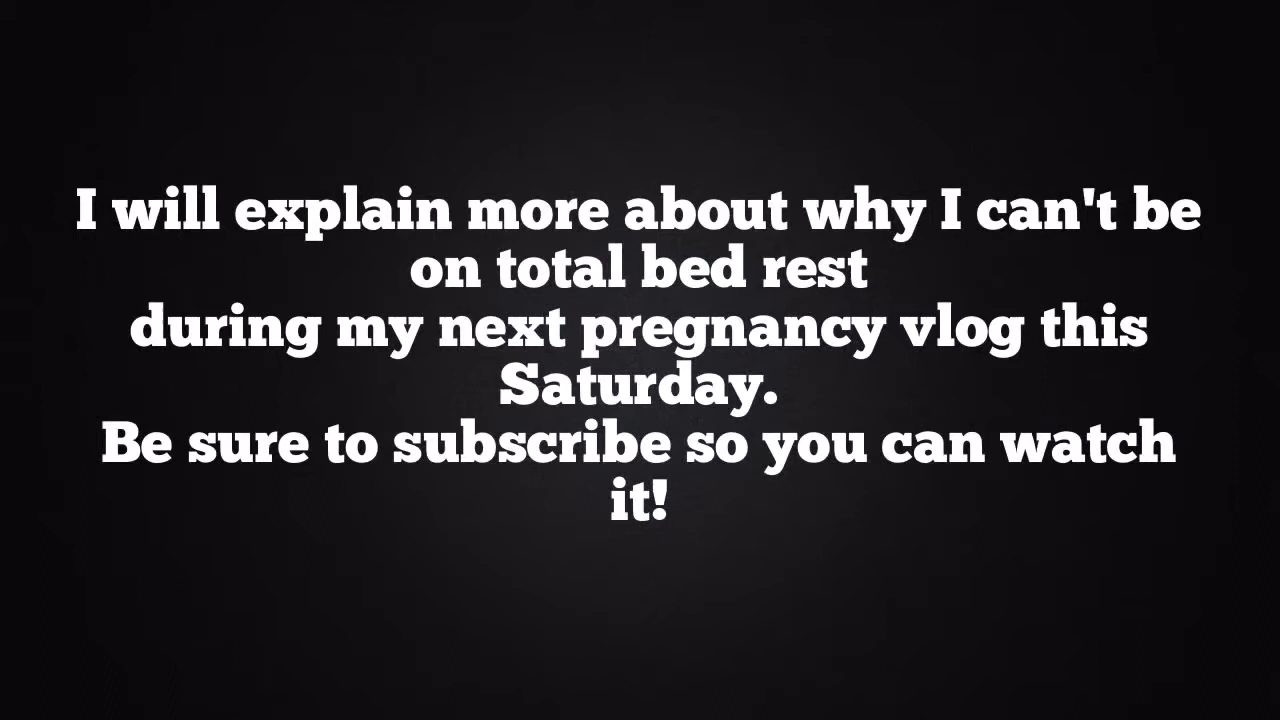 I will explain more about why I can't be
on total bed rest
during my next pregnancy vlog this
Saturday.
Be sure to subscribe so you can watch
it!